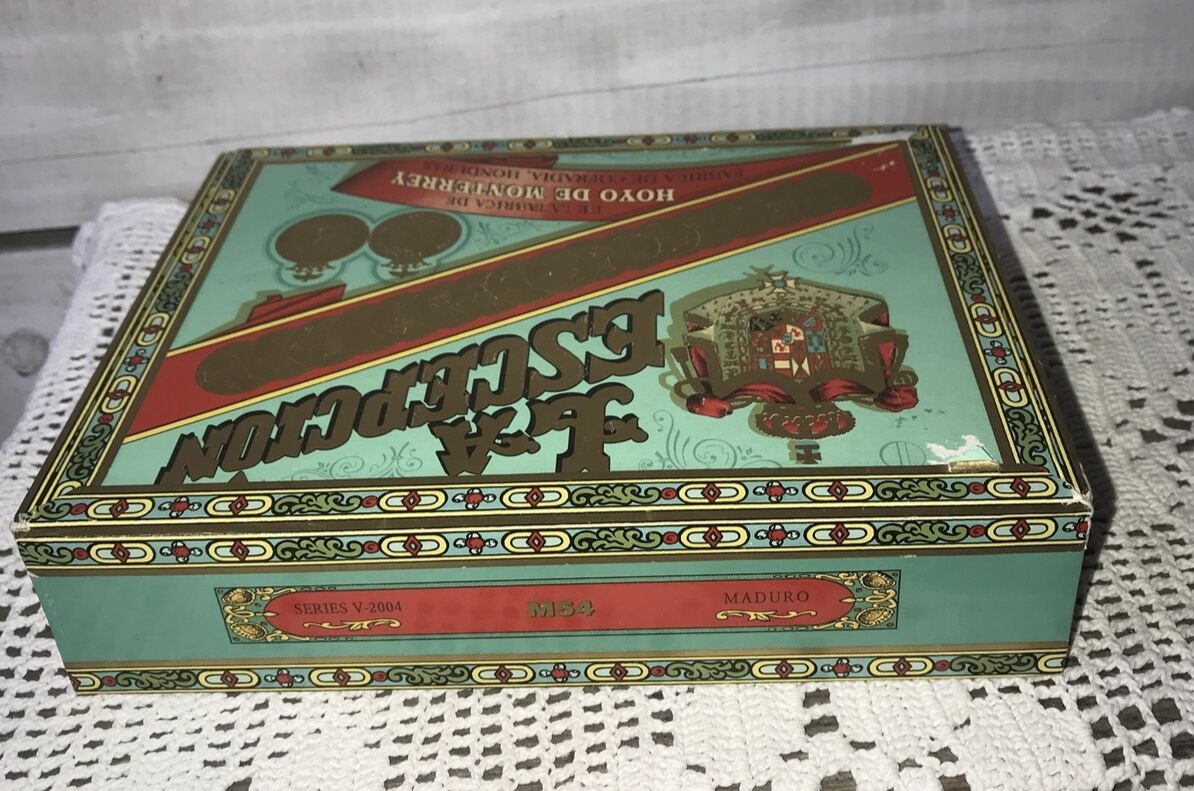 DE LA FABRICA DE
HOYO DE MONTERREY
FABRICA DE COFRADIA, HONDURAS
LA
ESCEPCION
SERIES V-2004
M54
MADURO